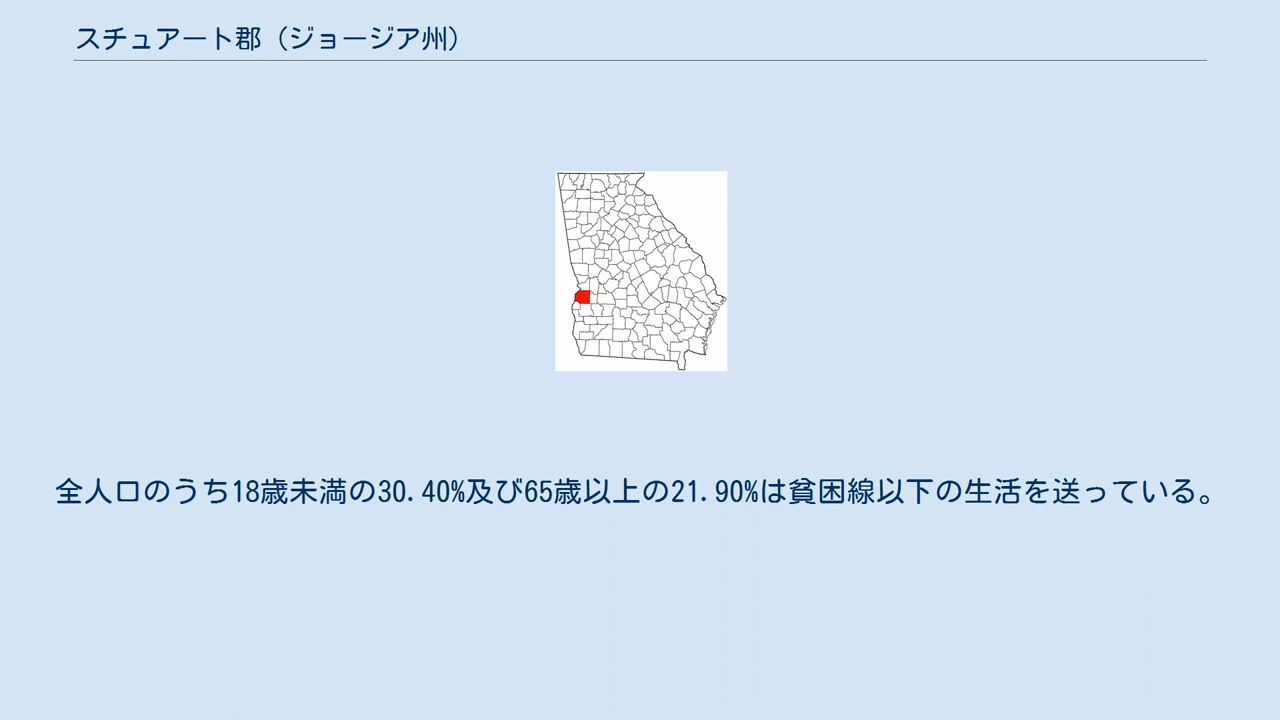 スチュアート郡（ジョージア州）
全人口のうち18歳未満の30.40%及び65歳以上の21.90%は貧困線以下の生活を送っている。